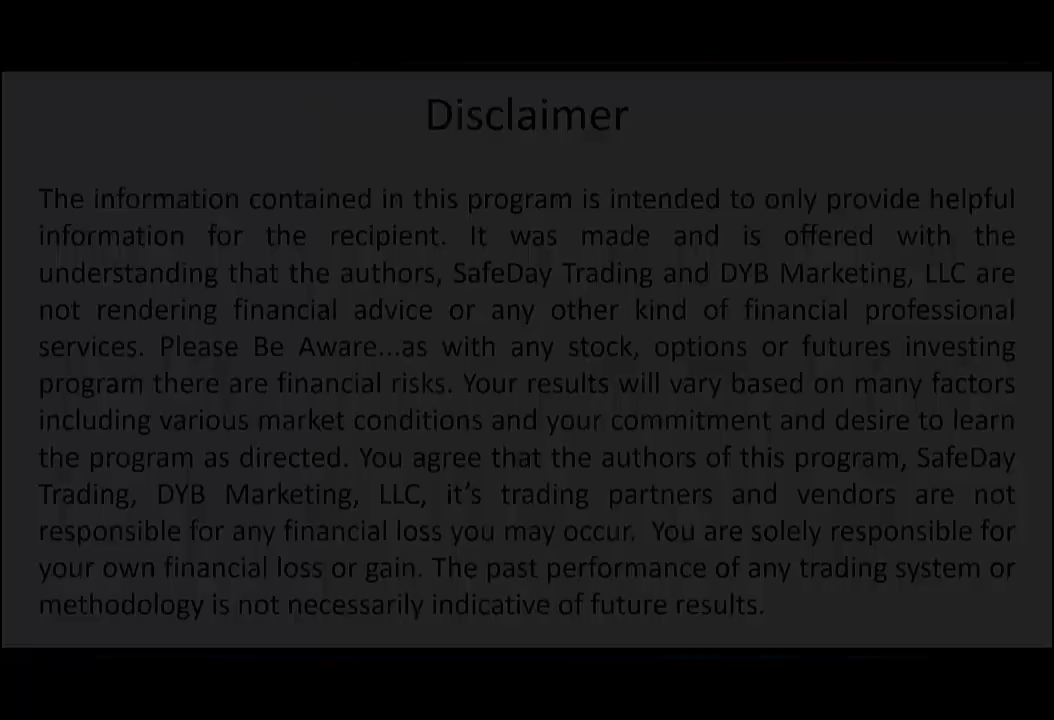 Disclaimer
The information contained in this program is intended to only provide helpful
information for the recipient. It was made and is offered with the
understanding that the authors, SafeDay Trading and DYB Marketing, LLC are
not rendering financial advice or any other kind of financial professional
services. Please Be Aware...as with any stock, options or futures investing
program there are financial risks. Your results will vary based on many factors
including various market conditions and your commitment and desire to learn
the program as directed. You agree that the authors of this program, SafeDay
Trading, DYB Marketing, LLC, it’s trading partners and vendors are not
responsible for any financial loss you may occur.  You are solely responsible for
your own financial loss or gain. The past performance of any trading system or
methodology is not necessarily indicative of future results.